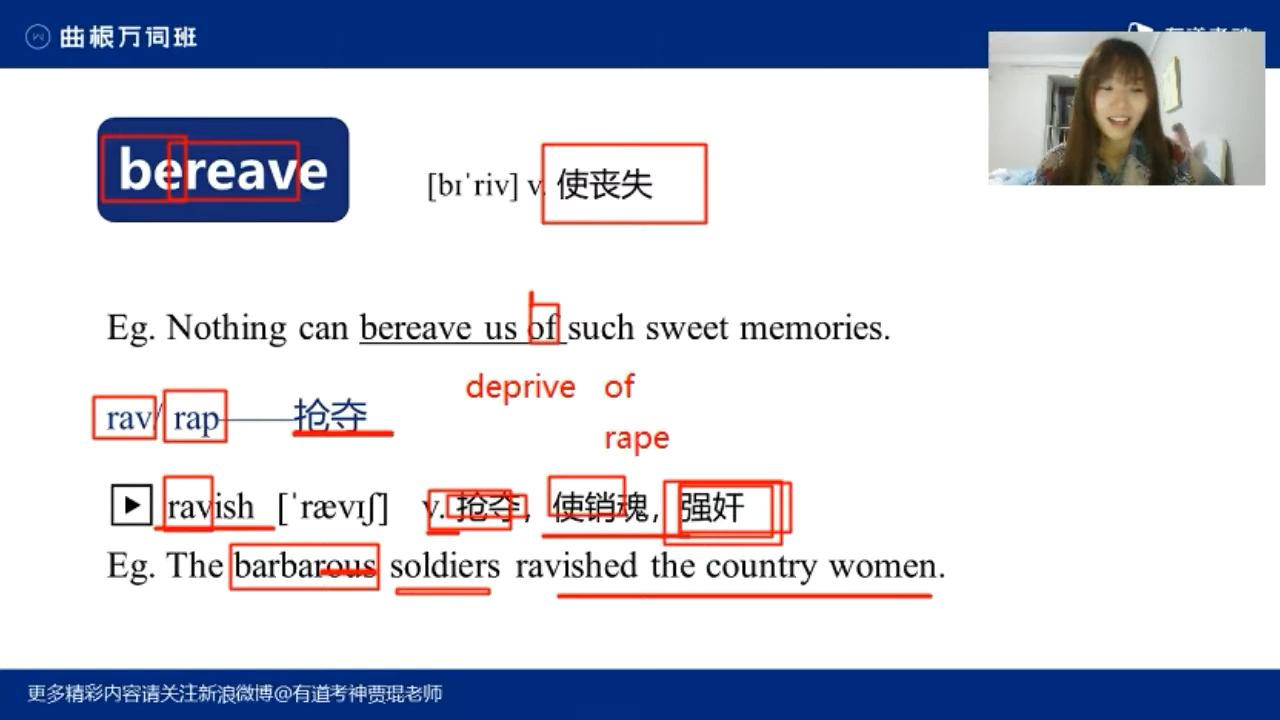 曲根万词班
bereave
[bɪˈriv] v. 使丧失
Eg. Nothing can bereave us of such sweet memories.
deprive of
rav/ rap——抢夺
rape
ravish [ˈrævɪʃ] v. 抢夺，使销魂，强奸
Eg. The barbarous soldiers ravished the country women.
更多精彩内容请关注新浪微博@有道考神贾琨老师